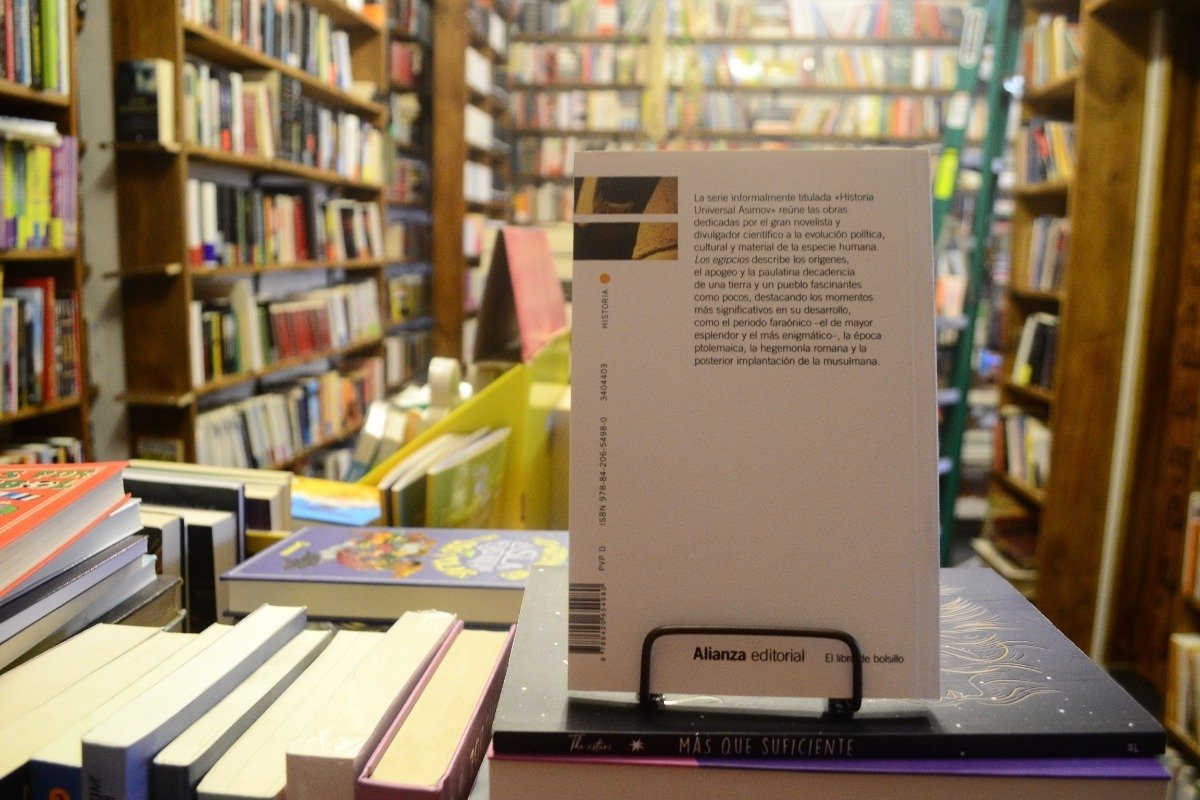 La serie informalmente titulada «Historia
Universal Asimov» reúne las obras
dedicadas por el gran novelista y
divulgador científico a la evolución política,
cultural y material de la especie humana.
Los egipcios describe los orígenes,
el apogeo y la paulatina decadencia
de una tierra y un pueblo fascinantes
como pocos, destacando los momentos
más significativos en su desarrollo,
como el periodo faraónico –el de mayor
esplendor y el más enigmático–, la época
ptolemaica, la hegemonía romana y la
posterior implantación de la musulmana.
HISTORIA
3404403
ISBN 978-84-206-5498-0
PVP D
9 788420 654980
Alianza editorial
El libro de bolsillo
MÁS QUE SUFICIENTE